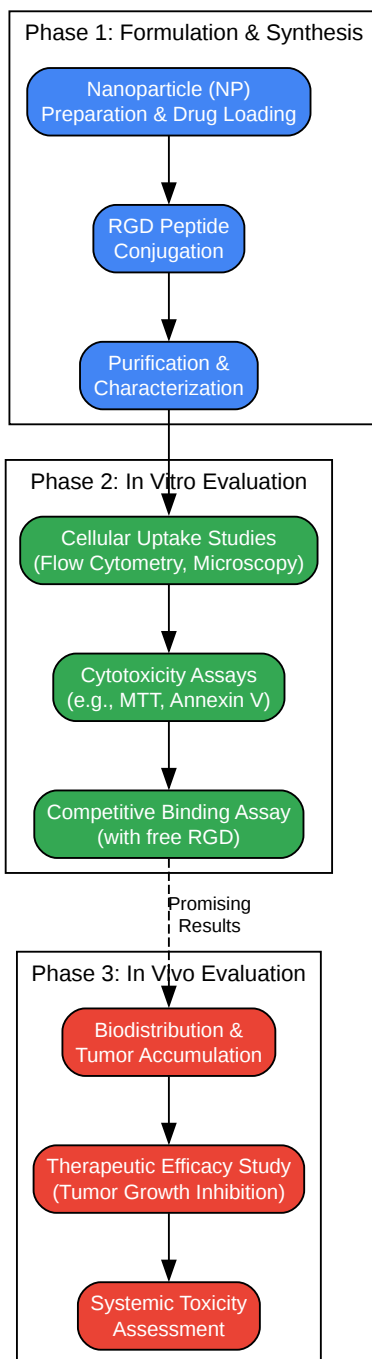 Phase 1: Formulation & Synthesis
Nanoparticle (NP)
Preparation & Drug Loading
RGD Peptide
Conjugation
Purification &
Characterization
Phase 2: In Vitro Evaluation
Cellular Uptake Studies
(Flow Cytometry, Microscopy)
Cytotoxicity Assays
(e.g., MTT, Annexin V)
Competitive Binding Assay
(with free RGD)
Promising
Results
Phase 3: In Vivo Evaluation
Biodistribution &
Tumor Accumulation
Therapeutic Efficacy Study
(Tumor Growth Inhibition)
Systemic Toxicity
Assessment